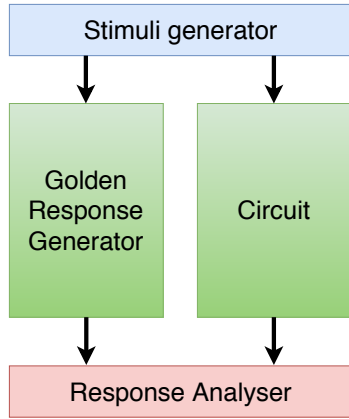 Stimuli generator
Golden
Response
Generator
Circuit
Response Analyser